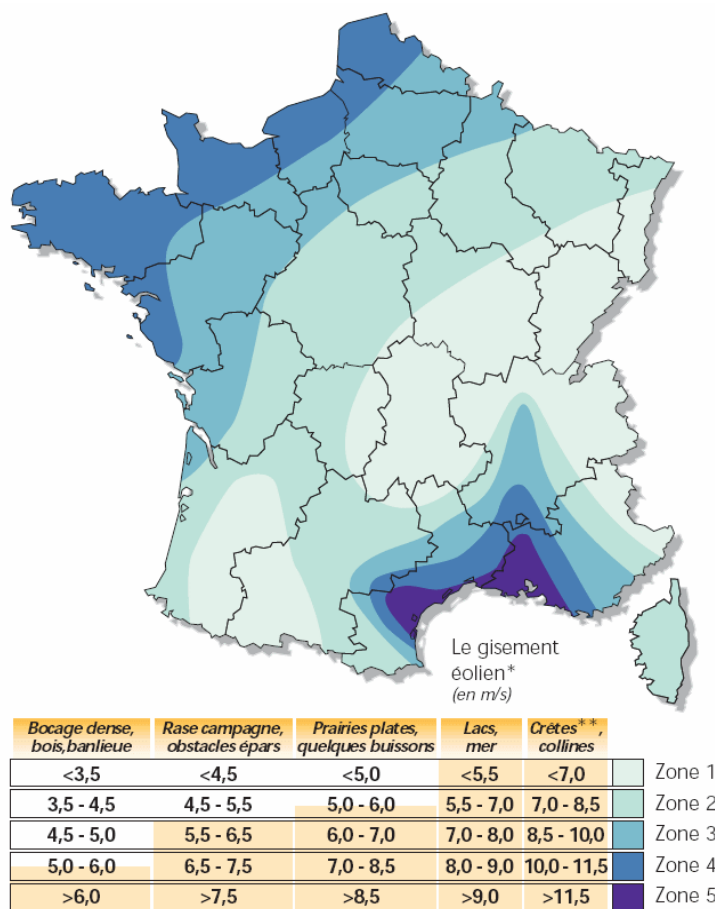 Le gisement
éolien*
(en m/s)
Bocage dense,
bois,banlieue
Rase campagne,
obstacles épars
Prairies plates,
quelques buissons
Lacs,
mer
Crêtes**,
collines
<3,5 <4,5 <5,0 <5,5 <7,0 Zone 1
3,5 - 4,5 4,5 - 5,5 5,0 - 6,0 5,5 - 7,0 7,0 - 8,5 Zone 2
4,5 - 5,0 5,5 - 6,5 6,0 - 7,0 7,0 - 8,0 8,5 - 10,0 Zone 3
5,0 - 6,0 6,5 - 7,5 7,0 - 8,5 8,0 - 9,0 10,0 - 11,5 Zone 4
>6,0 >7,5 >8,5 >9,0 >11,5 Zone 5